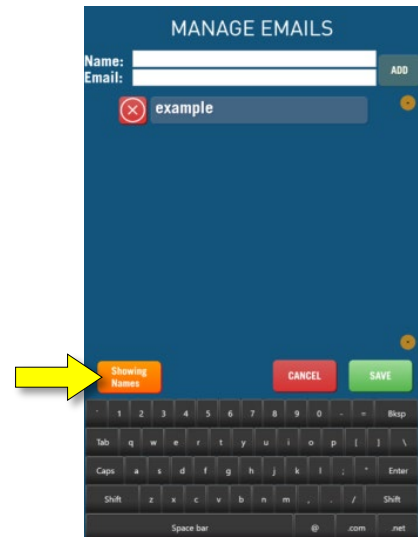 MANAGE EMAILS
Name:
Email:
ADD
example
Showing
Names
CANCEL
SAVE
` 1 2 3 4 5 6 7 8 9 0 - = Bksp
Tab q w e r t y u i o p [ ] \
Caps a s d f g h j k l ; ' Enter
Shift z x c v b n m , . / Shift
Space bar @ .com .net